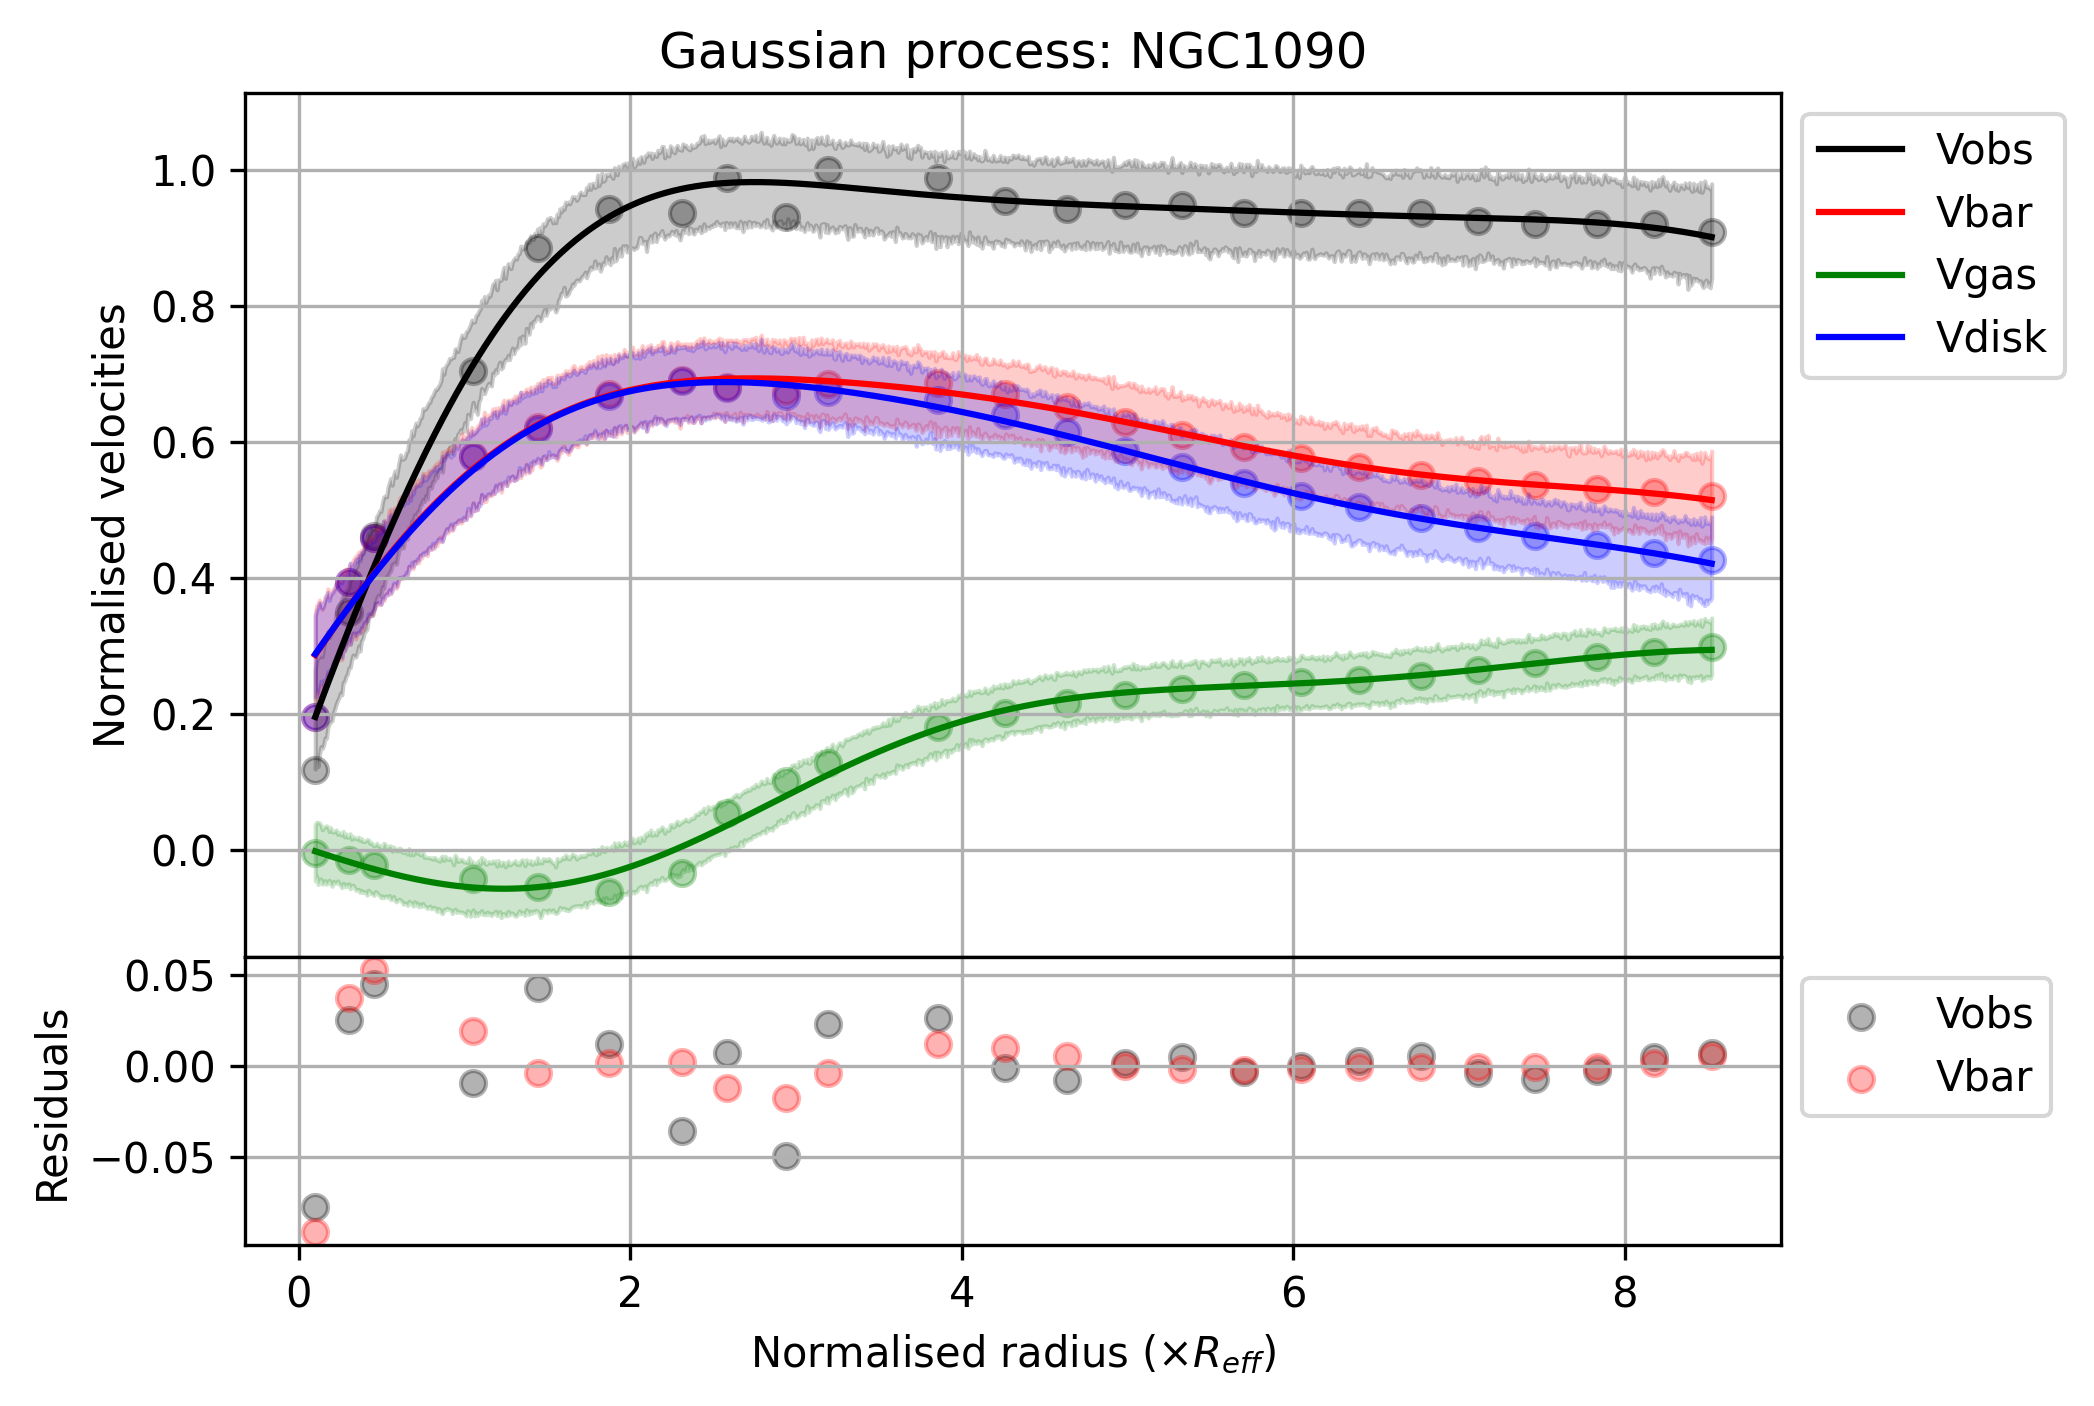 Gaussian process: NGC1090
Normalised velocities
1.0
0.8
0.6
0.4
0.2
0.0
Vobs
Vbar
Vgas
Vdisk
Residuals
0.05
0.00
−0.05
Vobs
Vbar
0 2 4 6 8
Normalised radius (×R_eff)